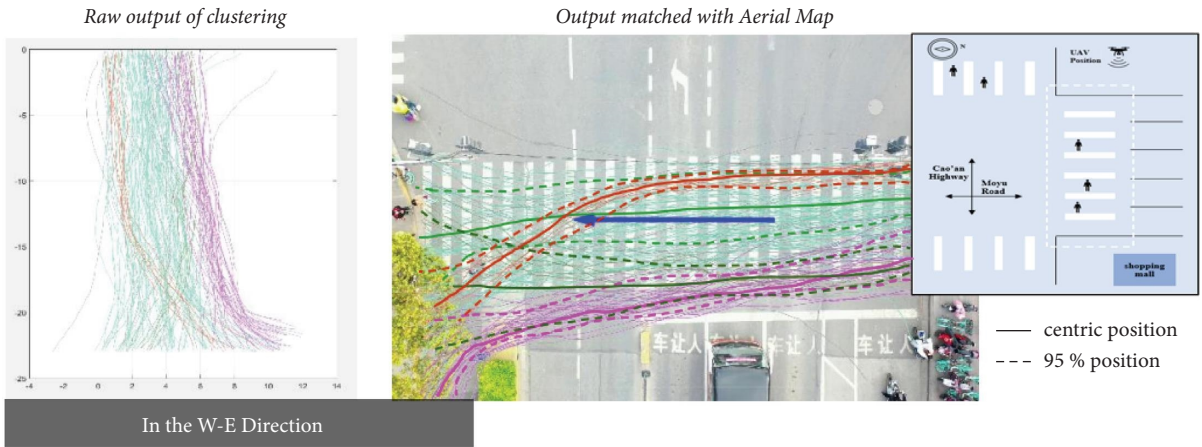 Raw output of clustering
Output matched with Aerial Map
0
-5
-10
-15
-20
-25
-4
-2
0
2
4
6
8
10
12
14
In the W-E Direction
车让人
车让人
车让人
N
UAV
Position
Cao'an
Highway
Moyu
Road
shopping
mall
centric position
95 % position